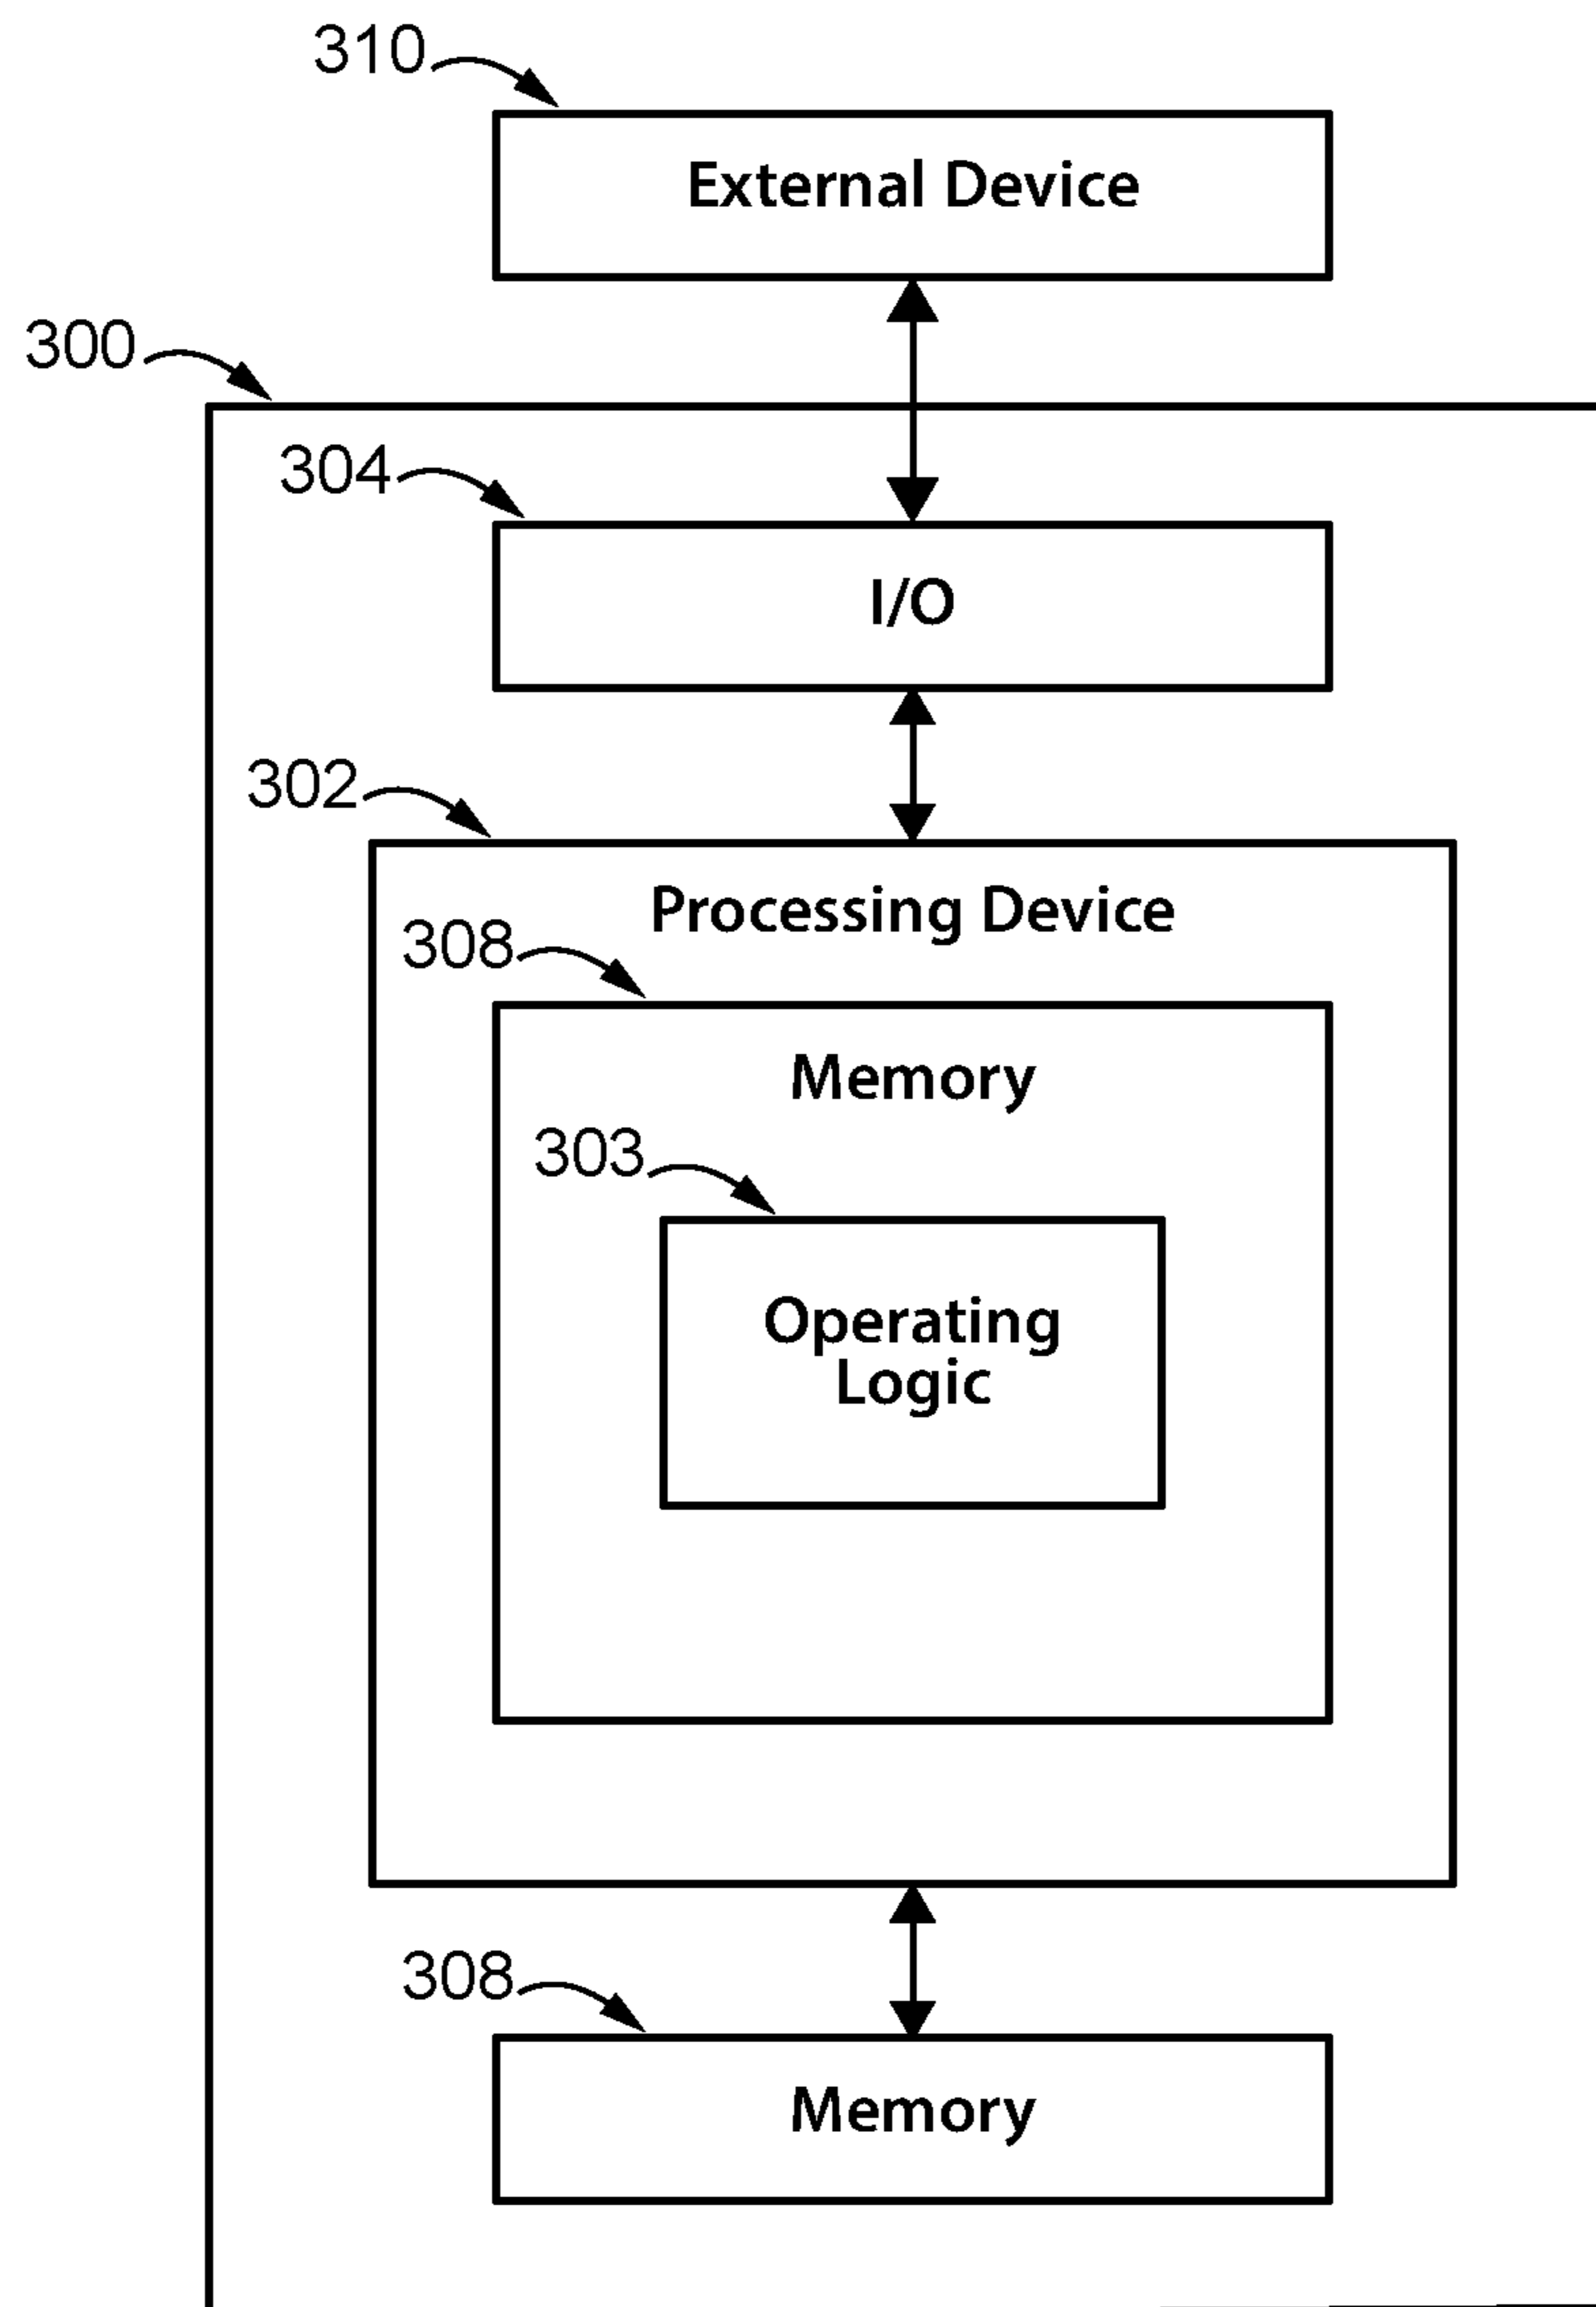 310
External Device
300
304
I/O
302
Processing Device
308
Memory
303
Operating
Logic
308
Memory